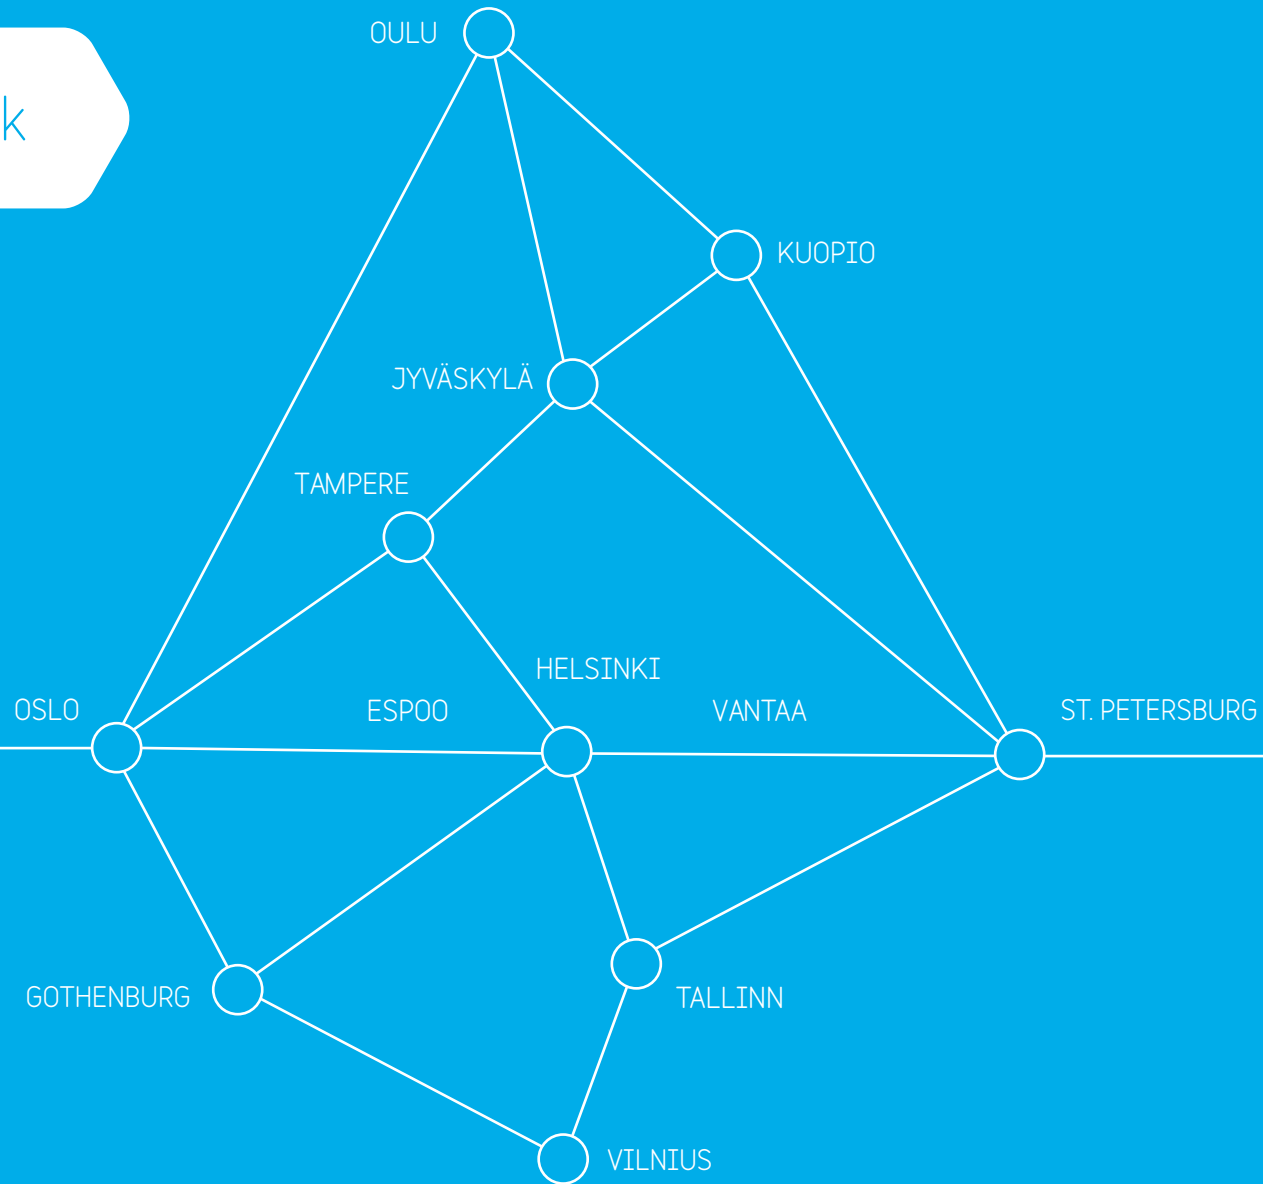 OULU
k
KUOPIO
JYVÄSKYLÄ
TAMPERE
HELSINKI
OSLO
ESPOO
VANTAA
ST. PETERSBURG
GOTHENBURG
TALLINN
VILNIUS